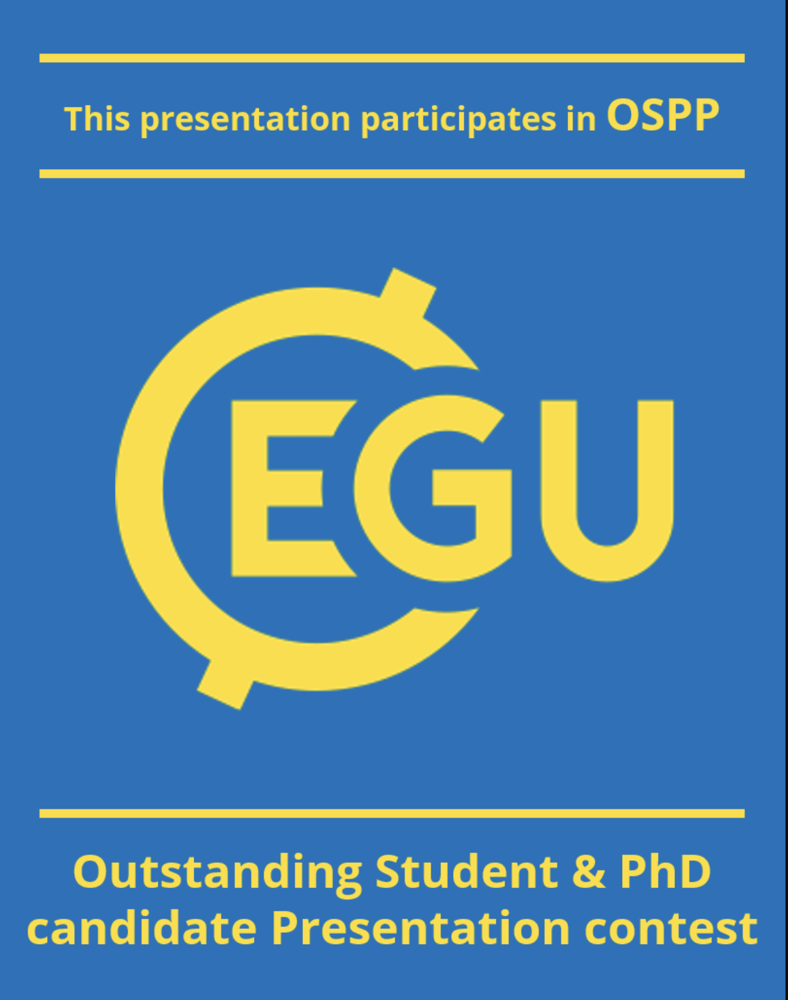 This presentation participates in OSPP
EGU
Outstanding Student & PhD
candidate Presentation contest